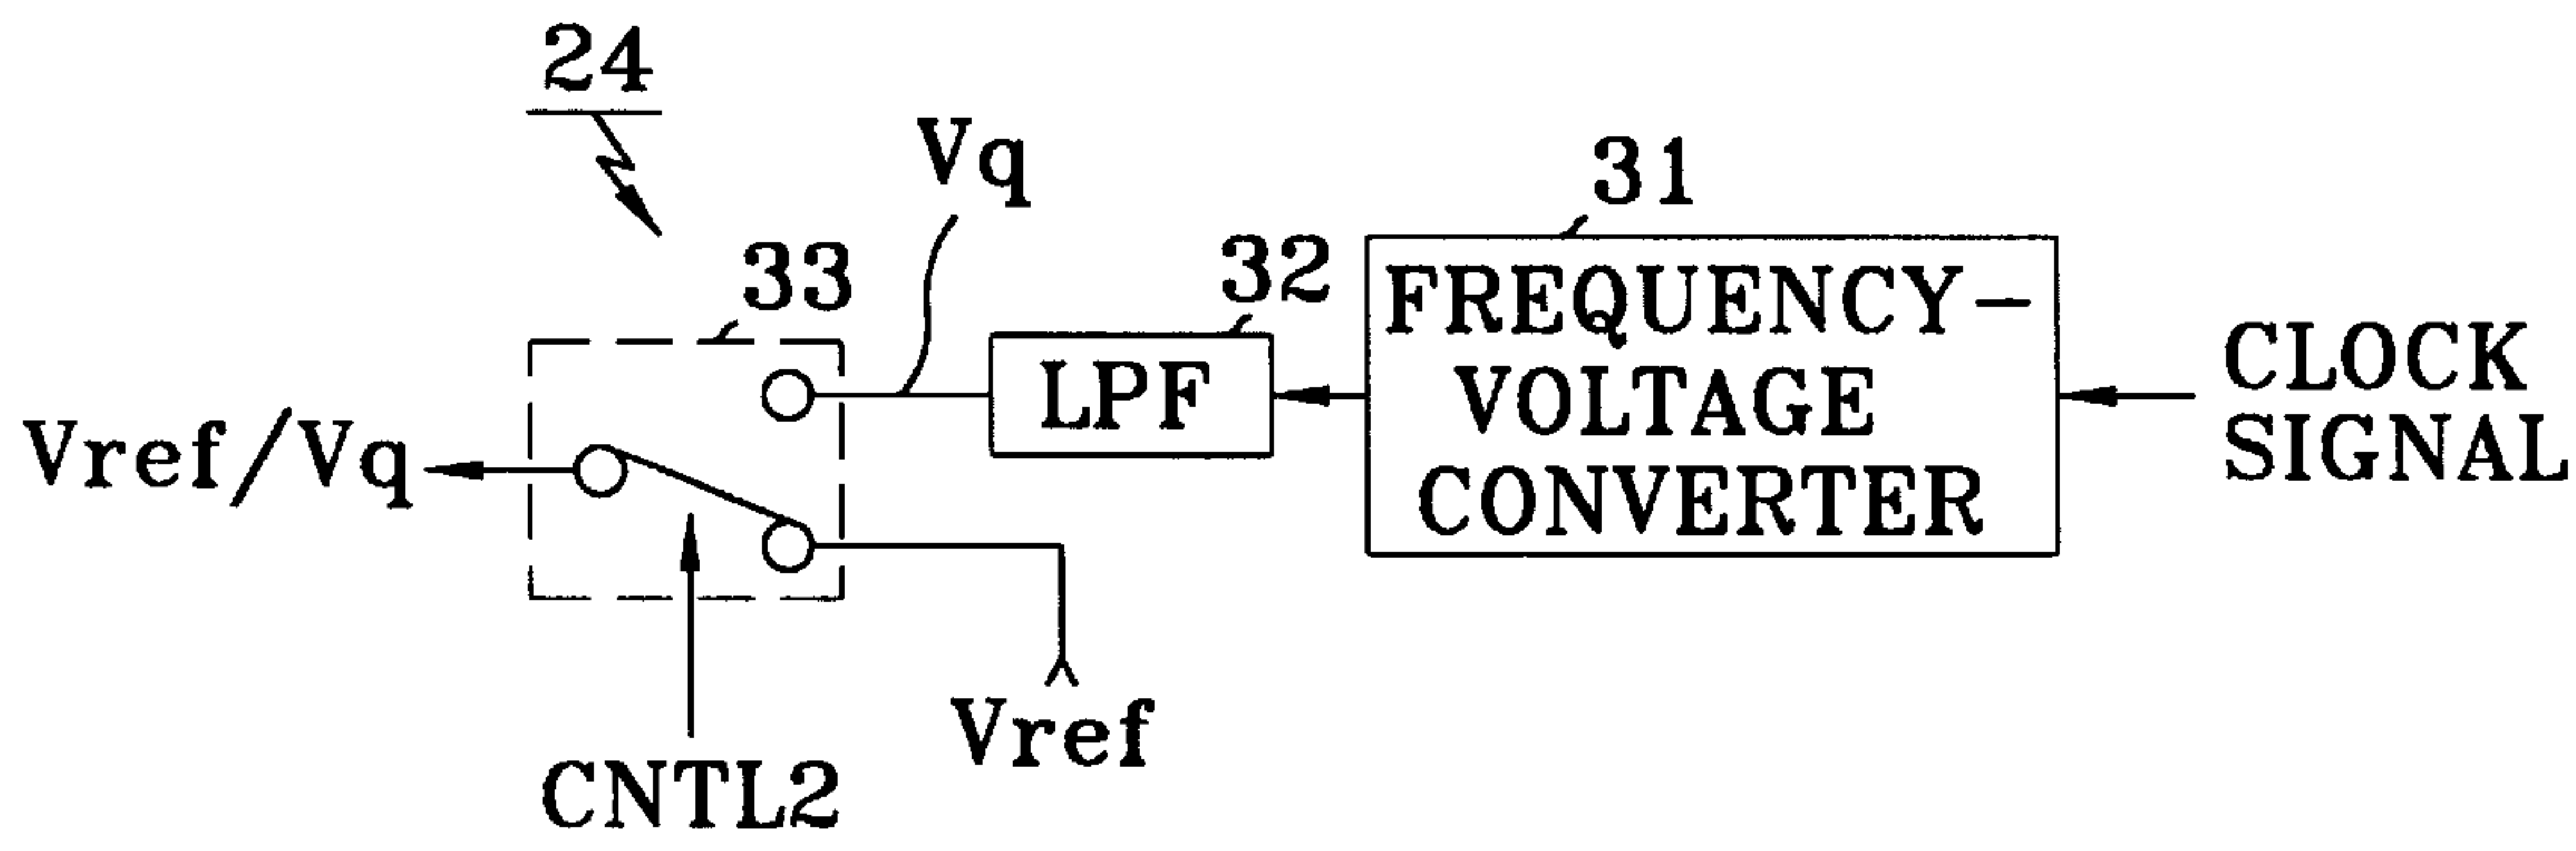 24
Vq
31
32
33
FREQUENCY-
VOLTAGE
CONVERTER
LPF
CLOCK
SIGNAL
Vref/Vq
Vref
CNTL2